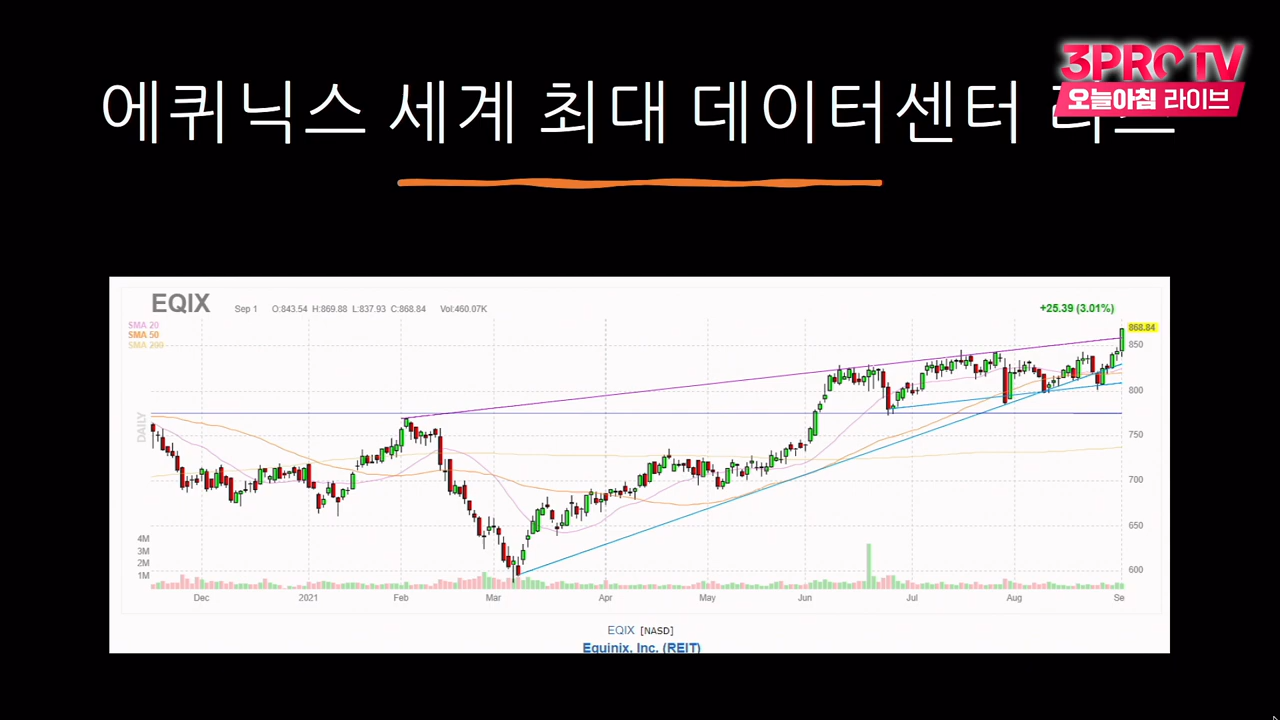 3PRO TV
오늘아침 라이브
에퀴닉스 세계 최대 데이터센터
EQIX
Sep 1 O:843.54 H:869.88 L:837.93 C:868.84 Vol:460.07K
+25.39 (3.01%)
SMA 20
SMA 50
SMA 200
DAILY
868.84
850
800
750
700
650
600
4M
3M
2M
1M
Dec 2021 Feb Mar Apr May Jun Jul Aug Se
EQIX [NASD]
Equinix, Inc. (REIT)